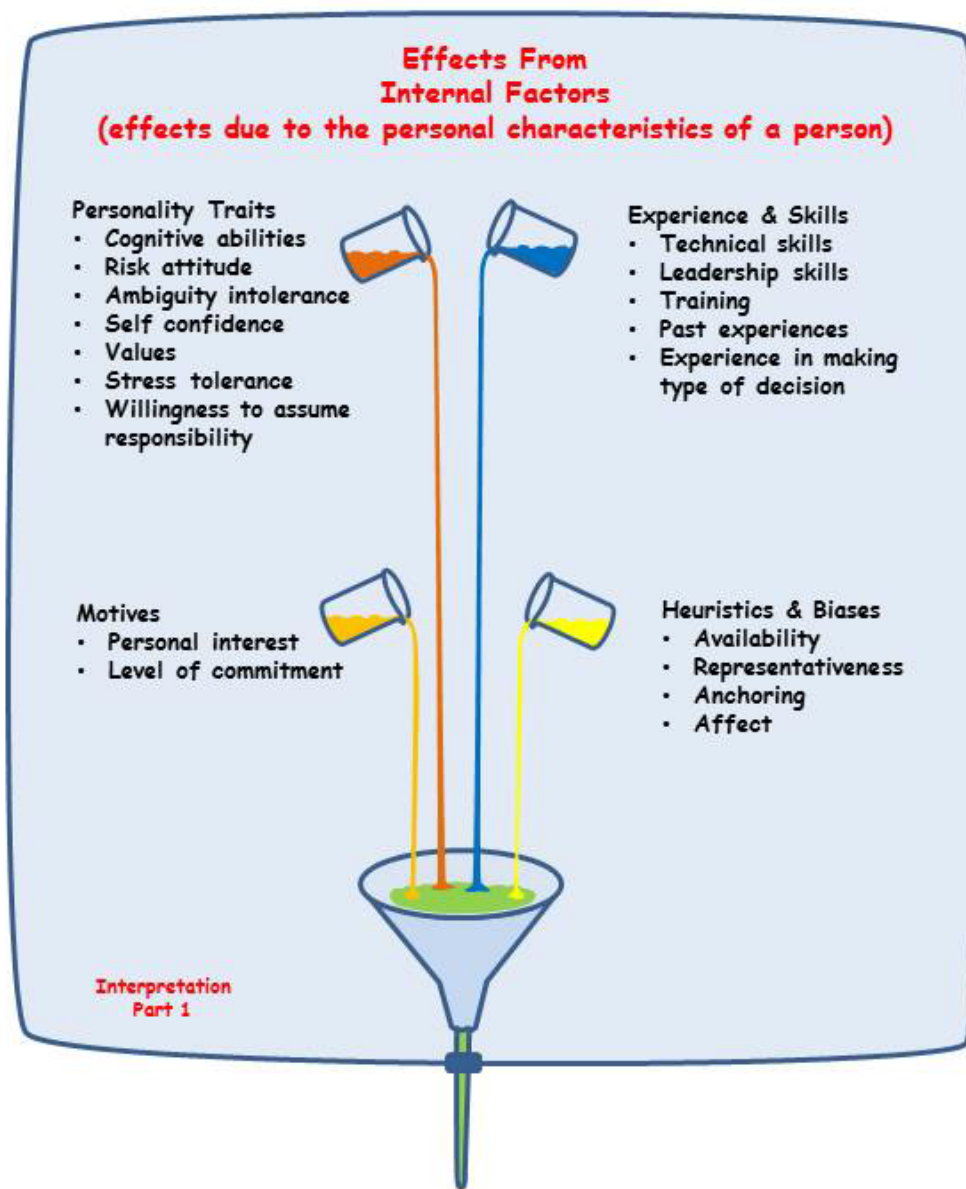 Effects From
Internal Factors
(effects due to the personal characteristics of a person)
Personality Traits
• Cognitive abilities
• Risk attitude
• Ambiguity intolerance
• Self confidence
• Values
• Stress tolerance
• Willingness to assume
responsibility
Experience & Skills
• Technical skills
• Leadership skills
• Training
• Past experiences
• Experience in making
type of decision
Motives
• Personal interest
• Level of commitment
Heuristics & Biases
• Availability
• Representativeness
• Anchoring
• Affect
Interpretation
Part 1